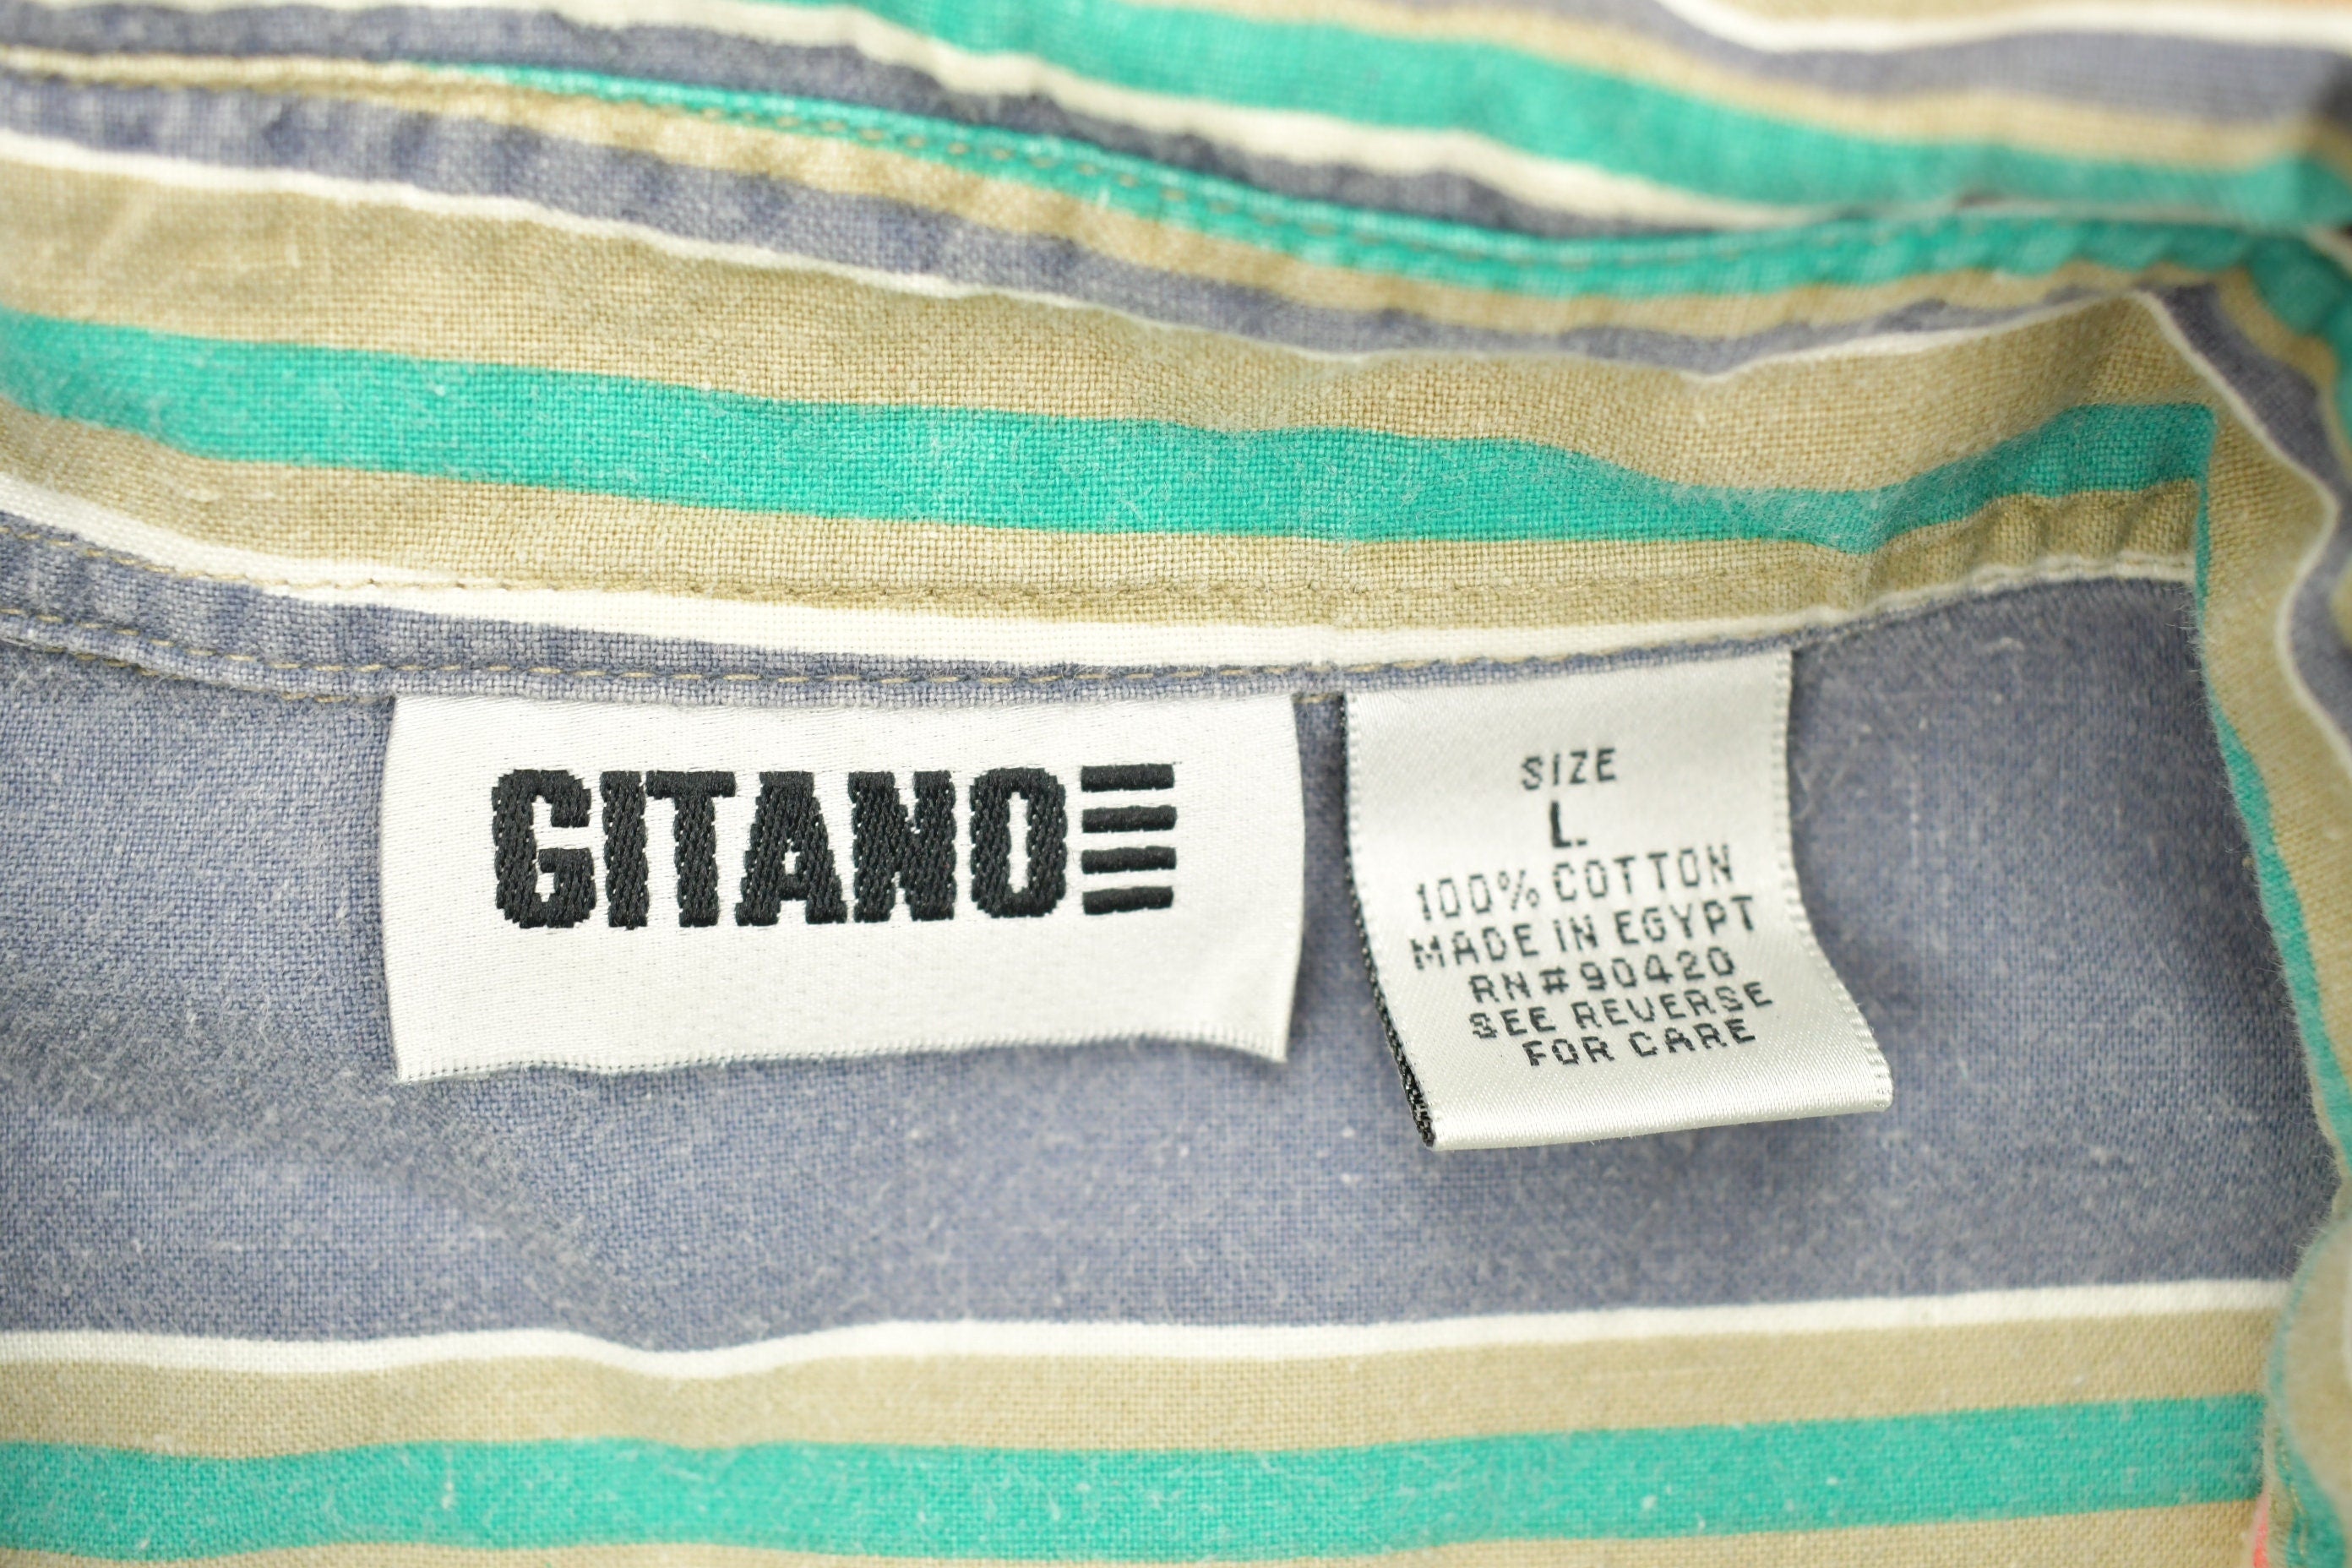 GITANO
SIZE
L.
100% COTTON
MADE IN EGYPT
RN#90420
SEE REVERSE
FOR CARE